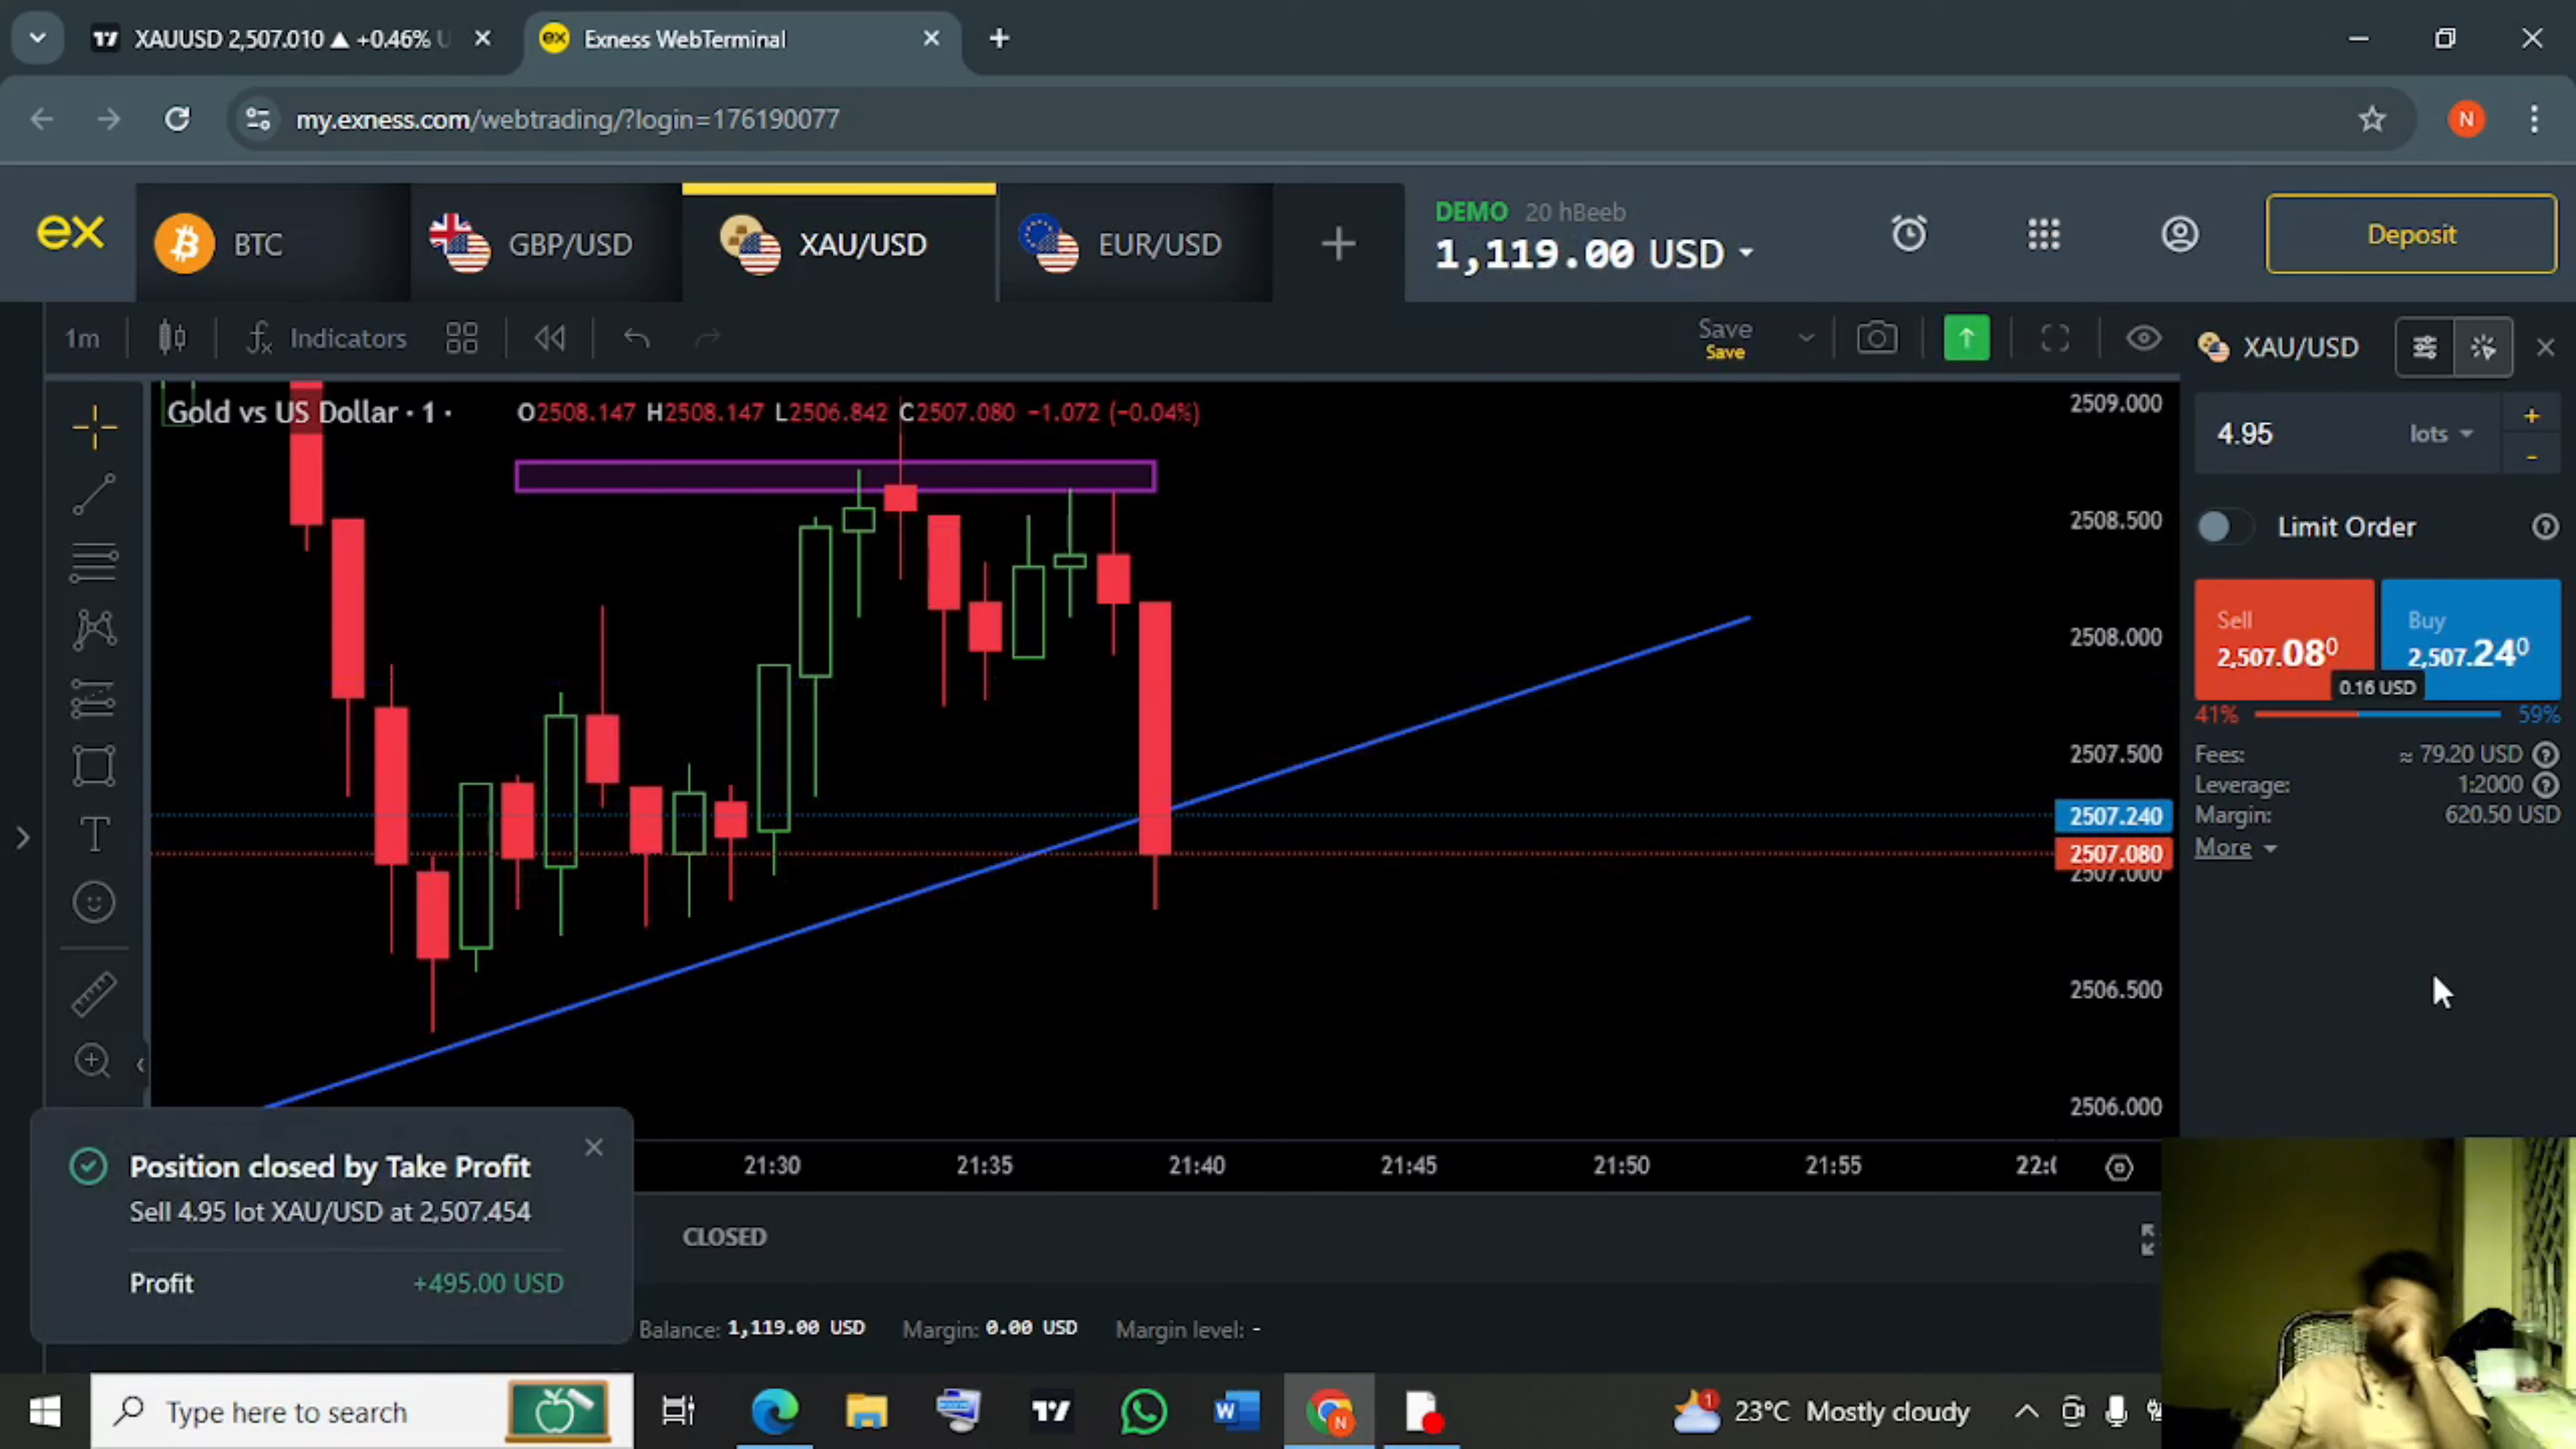 XAUUSD 2,507.010 ▲ +0.46% U
Exness WebTerminal
my.exness.com/webtrading/?login=176190077
N
ex
BTC
GBP/USD
XAU/USD
EUR/USD
DEMO 20 hBeeb
1,119.00 USD
Deposit
1m
Indicators
Save
Save
XAU/USD
Gold vs US Dollar · 1 ·
O2508.147 H2508.147 L2506.842 C2507.080 −1.072 (−0.04%)
2509.000
2508.500
2508.000
2507.500
2507.240
2507.080
2507.000
2506.500
2506.000
4.95 lots
Limit Order
Sell
2,507.080
Buy
2,507.240
0.16 USD
41% 59%
Fees: ≈ 79.20 USD
Leverage: 1:2000
Margin: 620.50 USD
More
21:30 21:35 21:40 21:45 21:50 21:55
Position closed by Take Profit
Sell 4.95 lot XAU/USD at 2,507.454
Profit +495.00 USD
CLOSED
Balance: 1,119.00 USD Margin: 0.00 USD Margin level: -
Type here to search
23°C Mostly cloudy